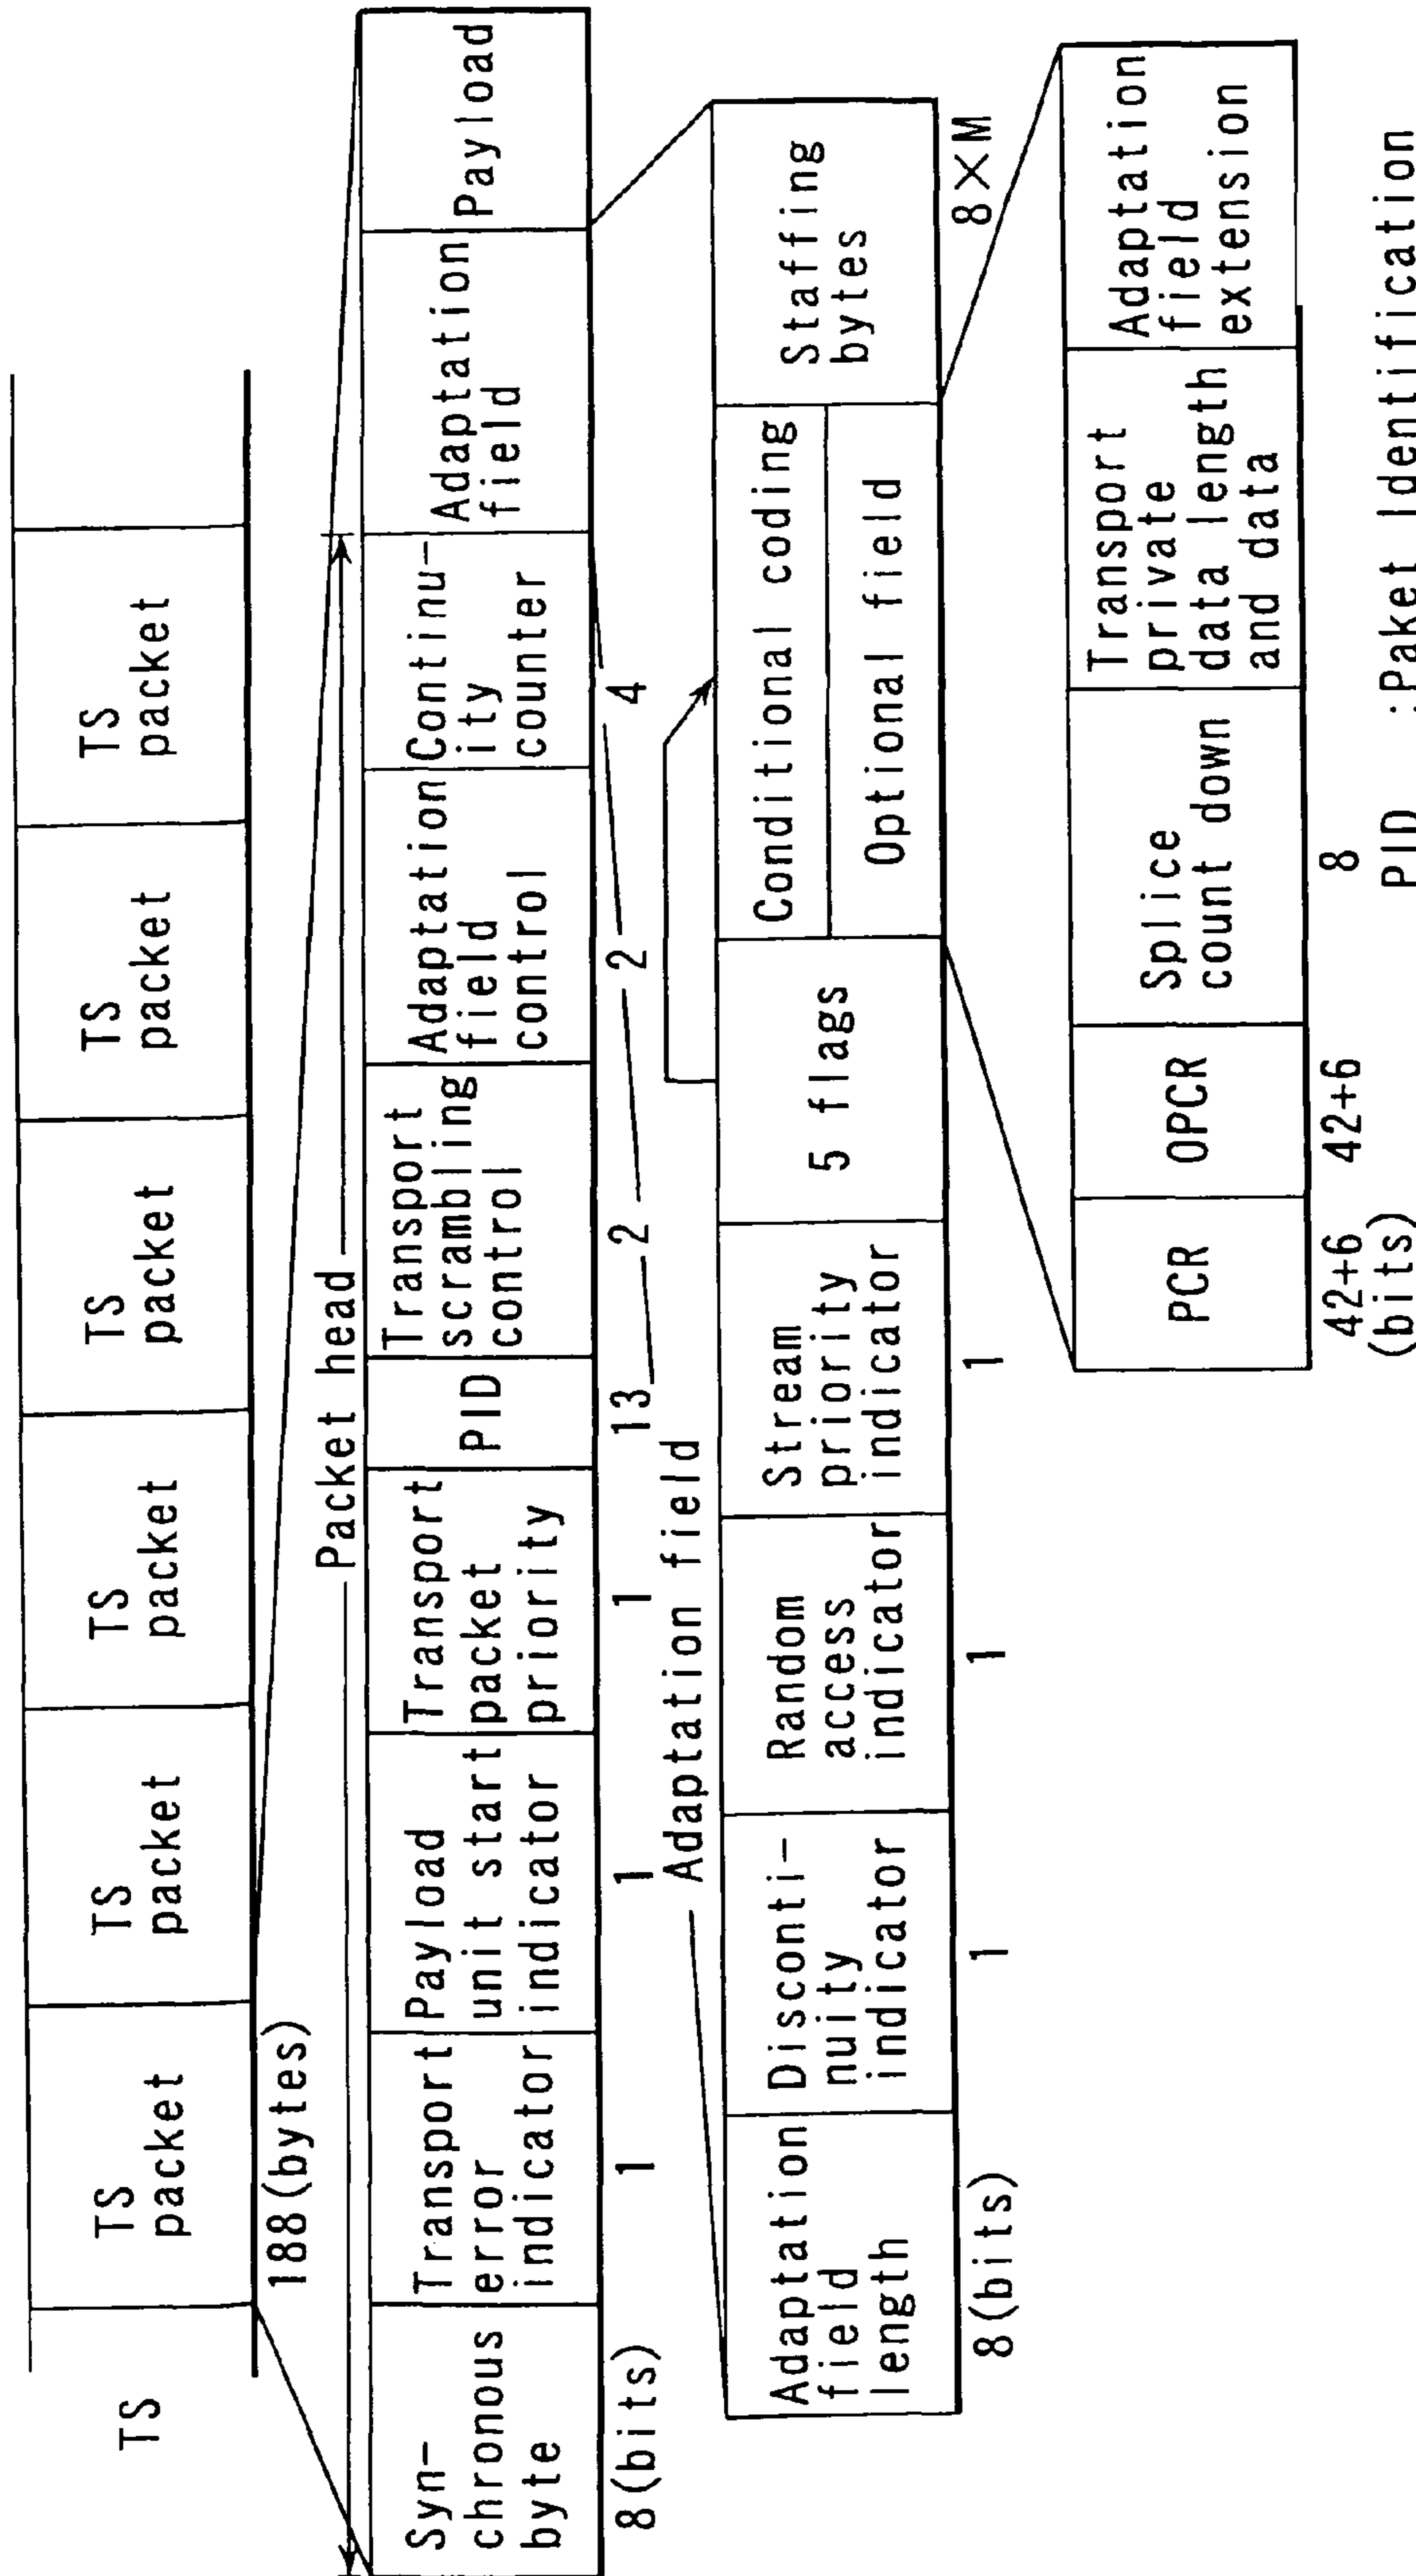 TS
TS
packet
TS
packet
TS
packet
TS
packet
TS
packet
TS
packet
188(bytes)
Packet head
Syn-
chronous
byte
Transport
error
indicator
Payload
unit start
indicator
Transport
packet
priority
PID
Transport
scrambling
control
Adaptation
field
control
Continu-
ity
counter
Adaptation
field
Payload
8(bits)
1
1
1
13
2
2
4
Adaptation field
Adaptation
field
length
Disconti-
nuity
indicator
Random
access
indicator
Stream
priority
indicator
5 flags
Conditional coding
Optional field
Staffing
bytes
8(bits)
1
1
1
8×M
PCR
OPCR
Splice
count down
Transport
private
data length
and data
Adaptation
field
extension
42+6
(bits)
42+6
8
PID :Paket Identification